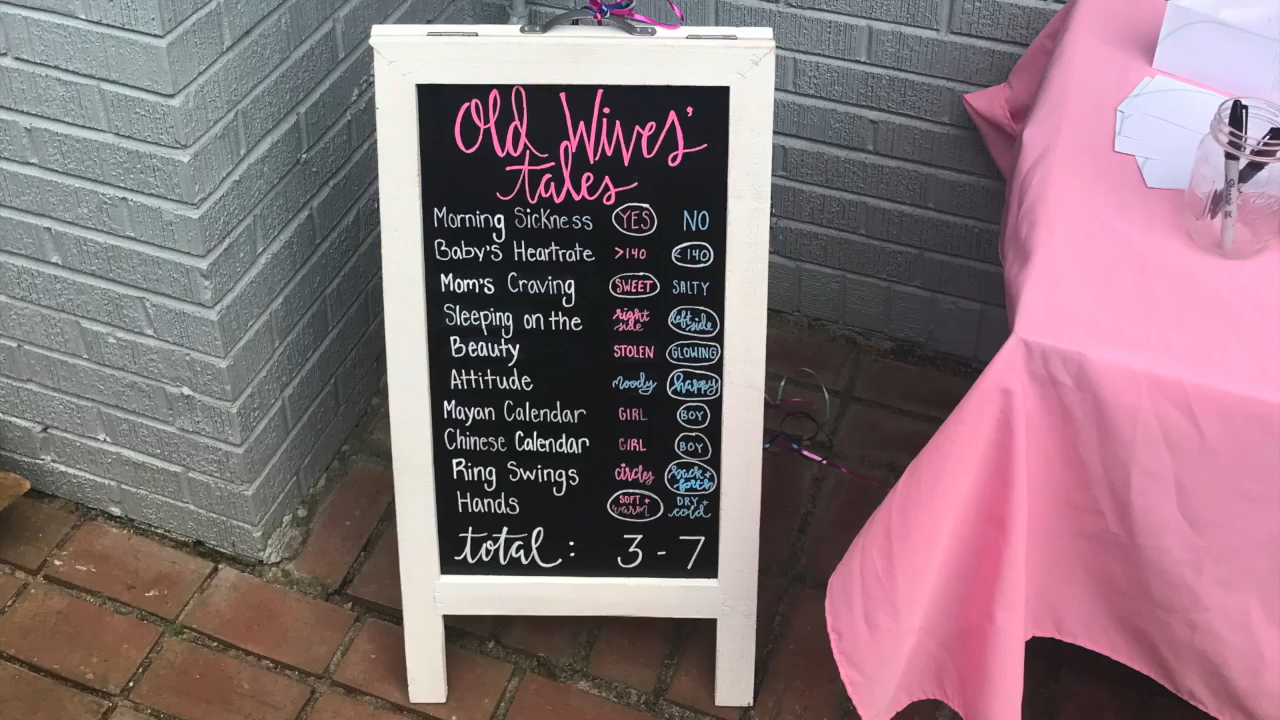 Old Wives'
tales
Morning Sickness YES NO
Baby's Heartrate >140 <140
Mom's Craving SWEET SALTY
Sleeping on the right side left side
Beauty STOLEN GLOWING
Attitude moody happy
Mayan Calendar GIRL BOY
Chinese Calendar GIRL BOY
Ring Swings circles back + forth
Hands SOFT + warm DRY + cold
total: 3 - 7
Sharpie